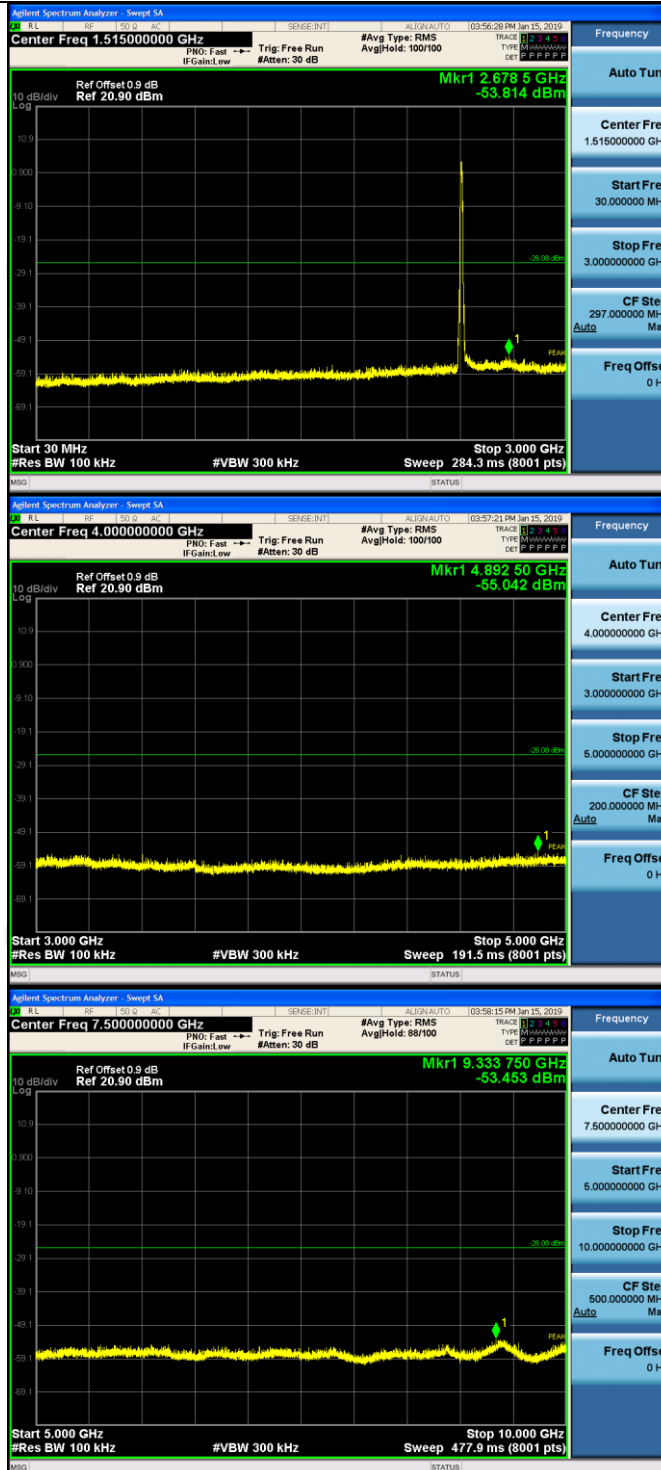 Agilent Spectrum Analyzer - Swept SA
RL RF 50 Ω AC SENSE:INT ALIGNAUTO 03:56:28 PM Jan 15, 2019
Center Freq 1.515000000 GHz #Avg Type: RMS TRACE 1 2 3 4 5 6
PNO: Fast Trig: Free Run Avg|Hold: 100/100 TYPE M
IFGain:Low #Atten: 30 dB DET P P P P P P
Mkr1 2.678 5 GHz
-53.814 dBm
Ref Offset 0.9 dB
10 dB/div Ref 20.90 dBm
Log
10.9
0.900
-9.10
-19.1
-26.08 dBm
-29.1
-39.1
-49.1
1
PEAK
-59.1
-69.1
Start 30 MHz Stop 3.000 GHz
#Res BW 100 kHz #VBW 300 kHz Sweep 284.3 ms (8001 pts)
MSG STATUS
Frequency
Auto Tun
Center Fre
1.515000000 GH
Start Fre
30.000000 MH
Stop Fre
3.000000000 GH
CF Ste
297.000000 MH
Auto Ma
Freq Offse
0 H
Agilent Spectrum Analyzer - Swept SA
RL RF 50 Ω AC SENSE:INT ALIGNAUTO 03:57:21 PM Jan 15, 2019
Center Freq 4.000000000 GHz #Avg Type: RMS TRACE 1 2 3 4 5 6
PNO: Fast Trig: Free Run Avg|Hold: 100/100 TYPE M
IFGain:Low #Atten: 30 dB DET P P P P P P
Mkr1 4.892 50 GHz
-55.042 dBm
Ref Offset 0.9 dB
10 dB/div Ref 20.90 dBm
Log
10.9
0.900
-9.10
-19.1
-26.08 dBm
-29.1
-39.1
-49.1
1
PEAK
-59.1
-69.1
Start 3.000 GHz Stop 5.000 GHz
#Res BW 100 kHz #VBW 300 kHz Sweep 191.5 ms (8001 pts)
MSG STATUS
Frequency
Auto Tun
Center Fre
4.000000000 GH
Start Fre
3.000000000 GH
Stop Fre
5.000000000 GH
CF Ste
200.000000 MH
Auto Ma
Freq Offse
0 H
Agilent Spectrum Analyzer - Swept SA
RL RF 50 Ω AC SENSE:INT ALIGNAUTO 03:58:15 PM Jan 15, 2019
Center Freq 7.500000000 GHz #Avg Type: RMS TRACE 1 2 3 4 5 6
PNO: Fast Trig: Free Run Avg|Hold: 88/100 TYPE M
IFGain:Low #Atten: 30 dB DET P P P P P P
Mkr1 9.333 750 GHz
-53.453 dBm
Ref Offset 0.9 dB
10 dB/div Ref 20.90 dBm
Log
10.9
0.900
-9.10
-19.1
-26.08 dBm
-29.1
-39.1
-49.1
1
PEAK
-59.1
-69.1
Start 5.000 GHz Stop 10.000 GHz
#Res BW 100 kHz #VBW 300 kHz Sweep 477.9 ms (8001 pts)
MSG STATUS
Frequency
Auto Tun
Center Fre
7.500000000 GH
Start Fre
5.000000000 GH
Stop Fre
10.000000000 GH
CF Ste
500.000000 MH
Auto Ma
Freq Offse
0 H